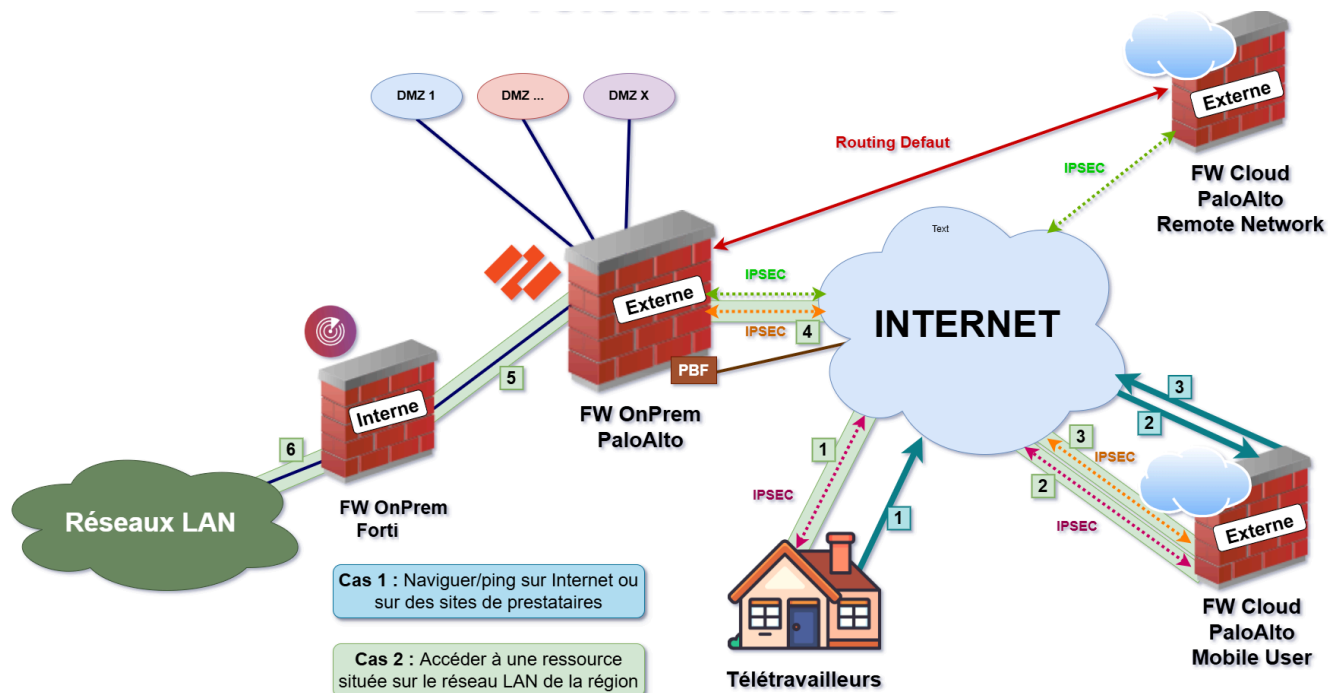 Les Télétravailleurs
DMZ 1
DMZ ...
DMZ X
Externe
Routing Defaut
IPSEC
FW Cloud
PaloAlto
Remote Network
Text
Externe
IPSEC
IPSEC
4
INTERNET
PBF
5
FW OnPrem
PaloAlto
Interne
6
FW OnPrem
Forti
Réseaux LAN
3
2
3
IPSEC
2
IPSEC
1
IPSEC
1
Externe
FW Cloud
PaloAlto
Mobile User
Télétravailleurs
Cas 1 : Naviguer/ping sur Internet ou
sur des sites de prestataires
Cas 2 : Accéder à une ressource
située sur le réseau LAN de la région